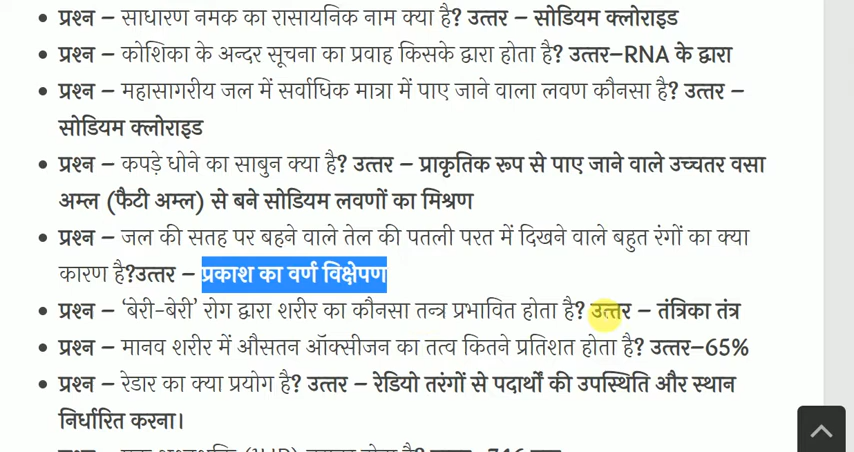 प्रश्न – साधारण नमक का रासायनिक नाम क्या है? उत्तर – सोडियम क्लोराइड
प्रश्न – कोशिका के अन्दर सूचना का प्रवाह किसके द्वारा होता है? उत्तर–RNA के द्वारा
प्रश्न – महासागरीय जल में सर्वाधिक मात्रा में पाए जाने वाला लवण कौनसा है? उत्तर –
सोडियम क्लोराइड
प्रश्न – कपड़े धोने का साबुन क्या है? उत्तर – प्राकृतिक रूप से पाए जाने वाले उच्चतर वसा
अम्ल (फैटी अम्ल) से बने सोडियम लवणों का मिश्रण
प्रश्न – जल की सतह पर बहने वाले तेल की पतली परत में दिखने वाले बहुत रंगों का क्या
कारण है?उत्तर – प्रकाश का वर्ण विक्षेपण
प्रश्न – ‘बेरी-बेरी’ रोग द्वारा शरीर का कौनसा तन्त्र प्रभावित होता है? उत्तर – तंत्रिका तंत्र
प्रश्न – मानव शरीर में औसतन ऑक्सीजन का तत्व कितने प्रतिशत होता है? उत्तर–65%
प्रश्न – रेडार का क्या प्रयोग है? उत्तर – रेडियो तरंगों से पदार्थों की उपस्थिति और स्थान
निर्धारित करना।